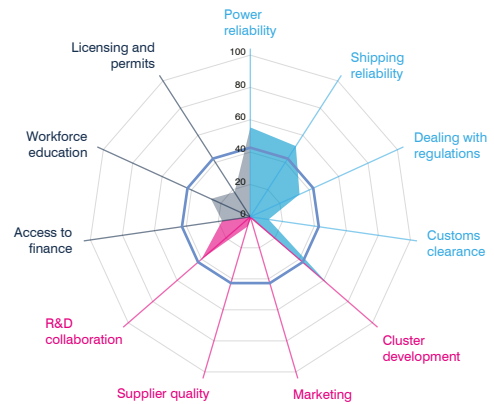 Power
reliability
Licensing and
permits
100
Shipping
reliability
80
60
Workforce
education
Dealing with
regulations
40
20
0
Access to
finance
Customs
clearance
R&D
collaboration
Cluster
development
Supplier quality
Marketing